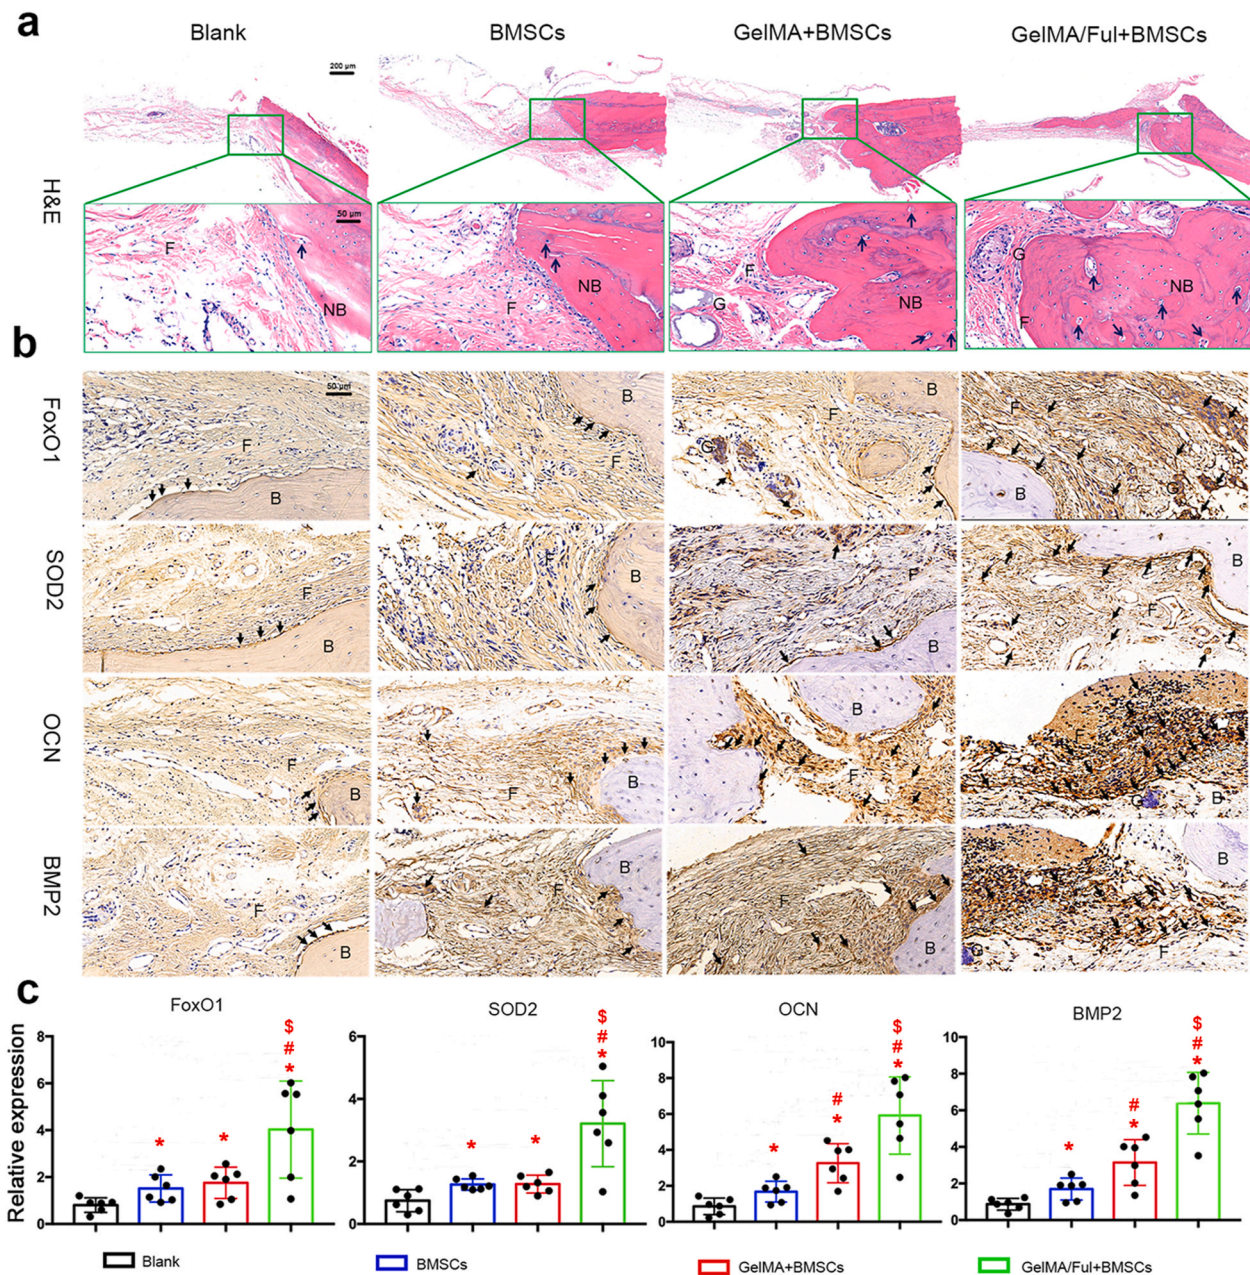 a
Blank BMSCs GelMA+BMSCs GelMA/Ful+BMSCs
200 μm
H&E
50 μm
F NB
F NB
F G NB
G F NB
b
FoxO1
50 μm
F B
B F
F G B
F B G
SOD2
F B
F B
F B
B F
OCN
F B
F B
B F
F G B
BMP2
F B
B F
F B
B G F
c
FoxO1 SOD2 OCN BMP2
Relative expression
8 6 4 2 0
* * * # $
6 4 2 0
* * * # $
10 8 6 4 2 0
* * # * # $
10 8 6 4 2 0
* * # * # $
Blank BMSCs GelMA+BMSCs GelMA/Ful+BMSCs